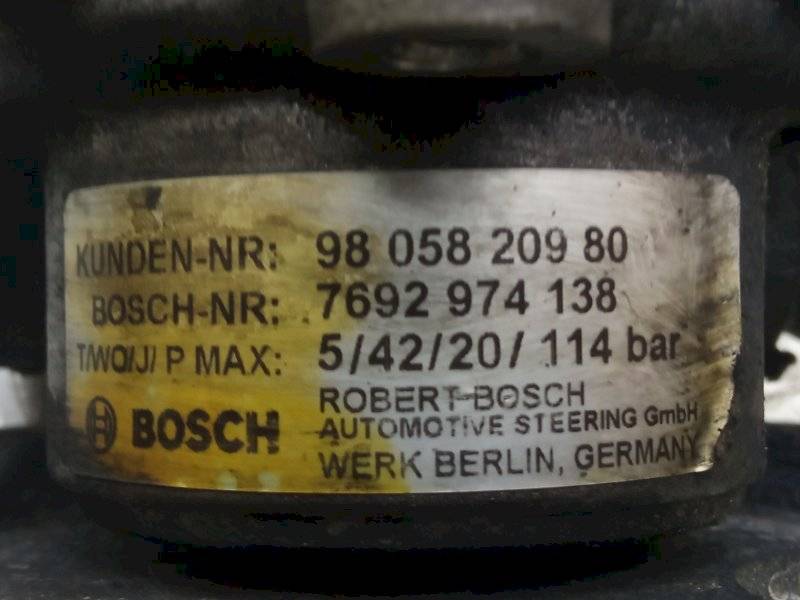 KUNDEN-NR: 98 058 209 80
BOSCH-NR: 7692 974 138
T/WO/J/ P MAX: 5/42/20/ 114 bar
BOSCH
ROBERT BOSCH
AUTOMOTIVE STEERING GmbH
WERK BERLIN, GERMANY